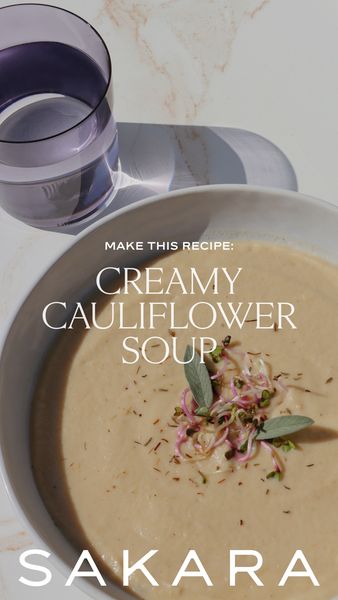 MAKE THIS RECIPE:
CREAMY
CAULIFLOWER
SOUP
SAKARA